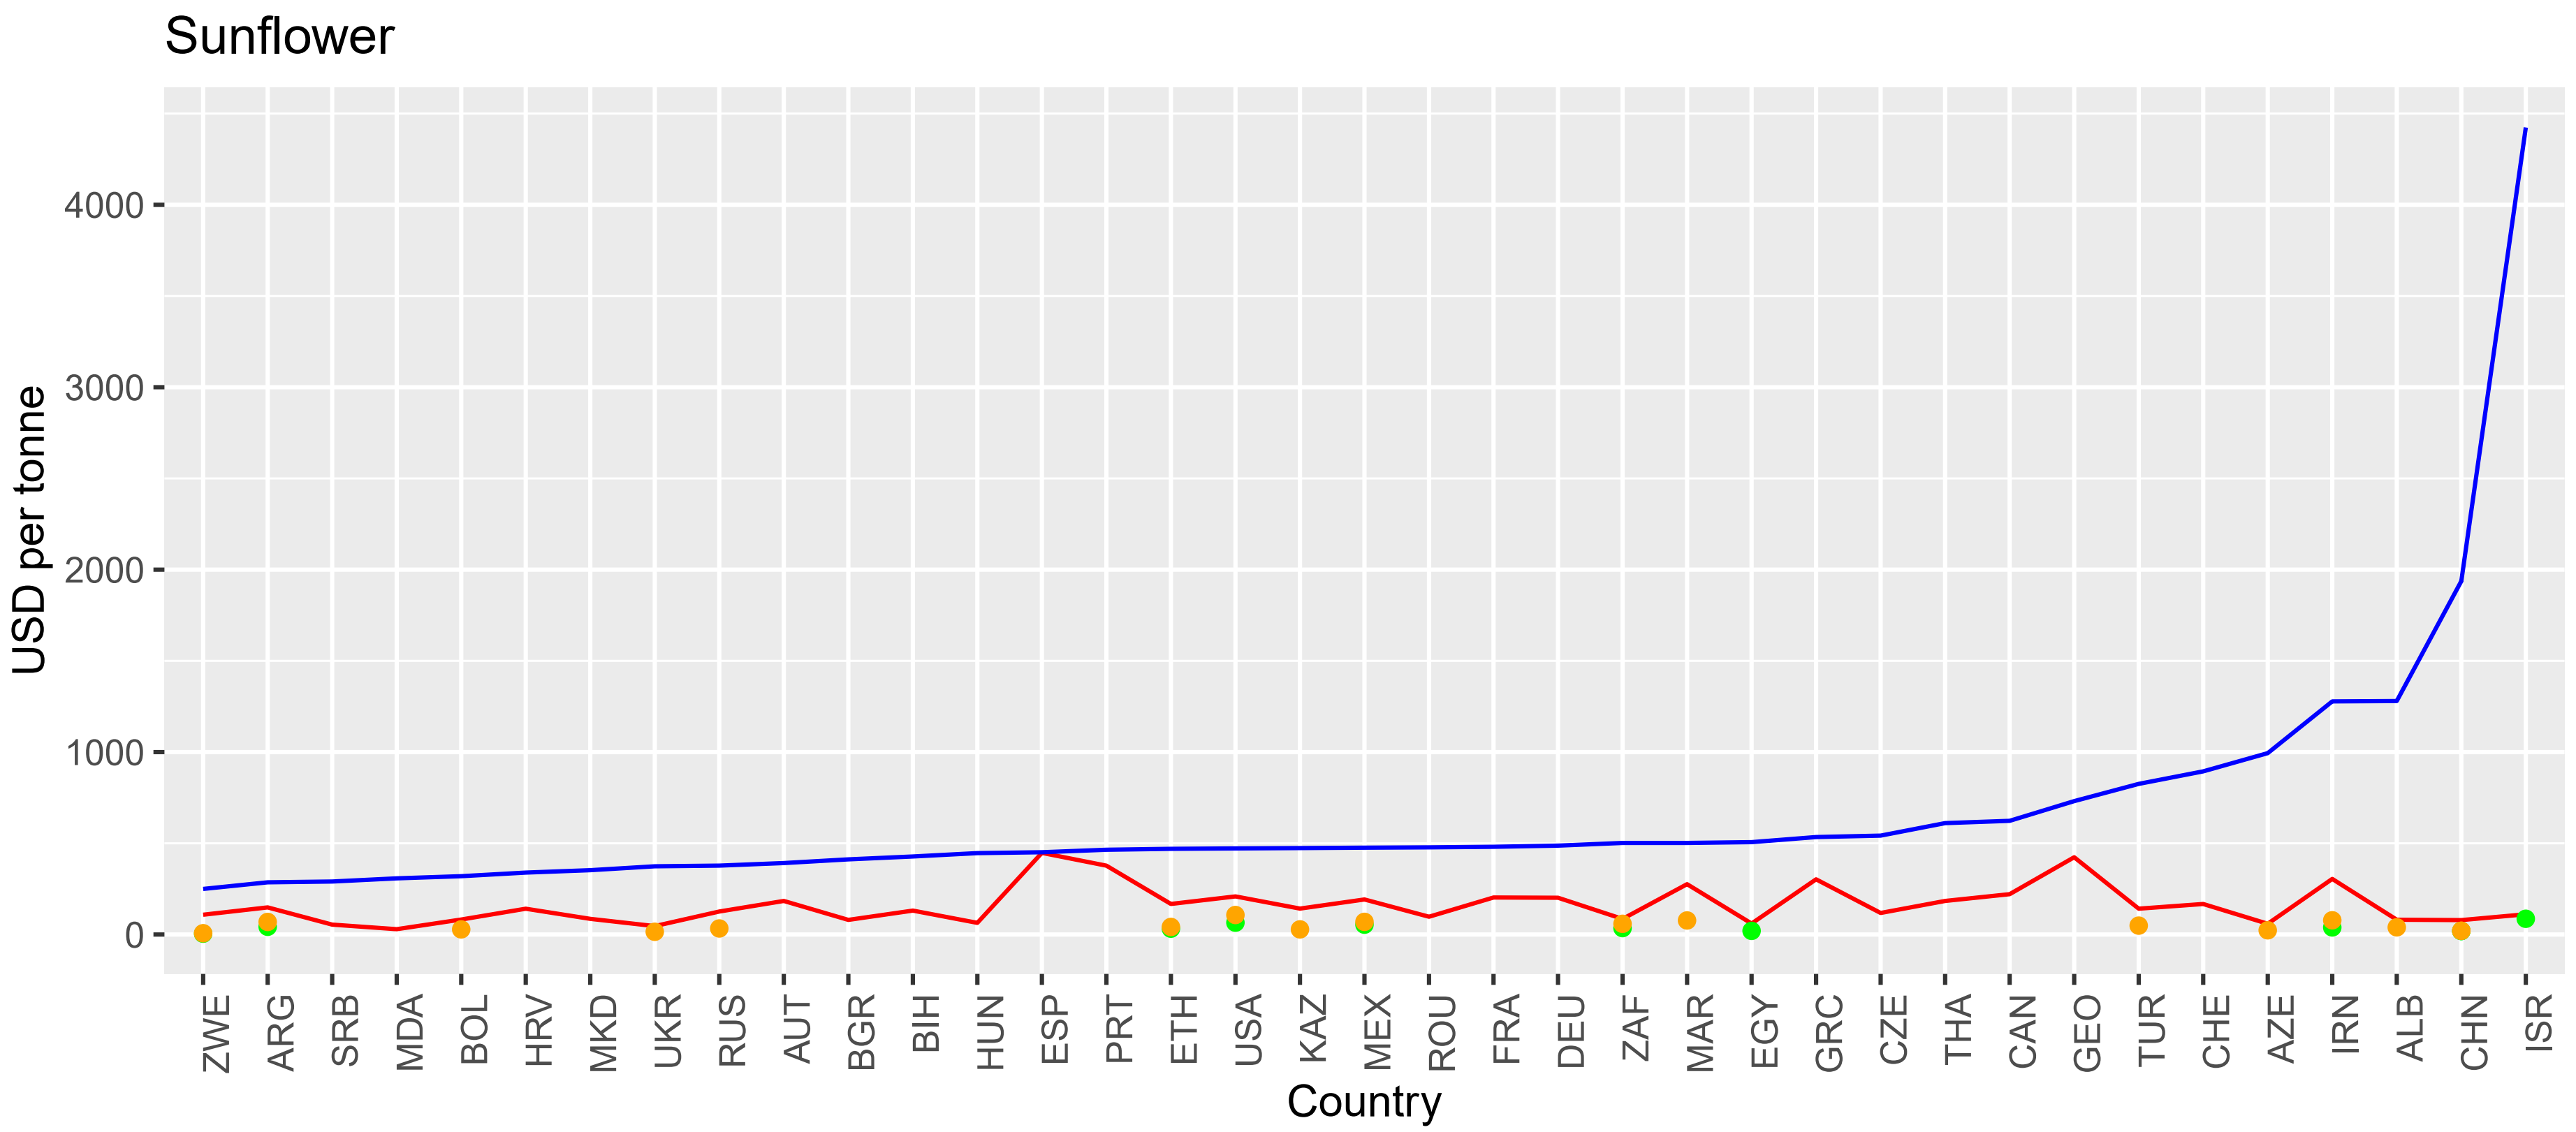 Sunflower
USD per tonne
4000
3000
2000
1000
0
ZWE
ARG
SRB
MDA
BOL
HRV
MKD
UKR
RUS
AUT
BGR
BIH
HUN
ESP
PRT
ETH
USA
KAZ
MEX
ROU
FRA
DEU
ZAF
MAR
EGY
GRC
CZE
THA
CAN
GEO
TUR
CHE
AZE
IRN
ALB
CHN
ISR
Country